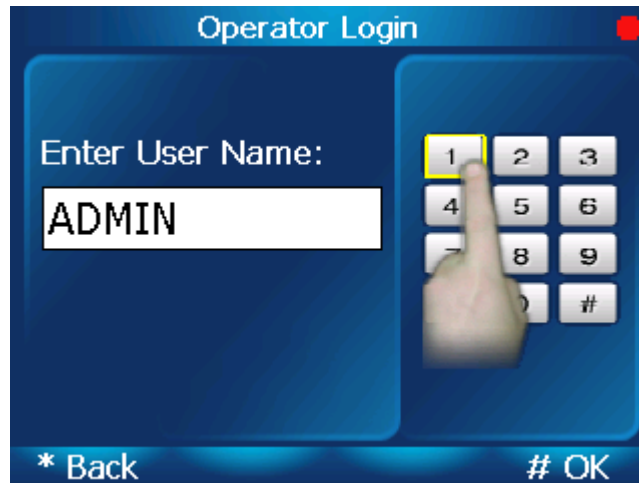 Operator Login
Enter User Name:
ADMIN
1 2 3
4 5 6
8 9
#
* Back # OK